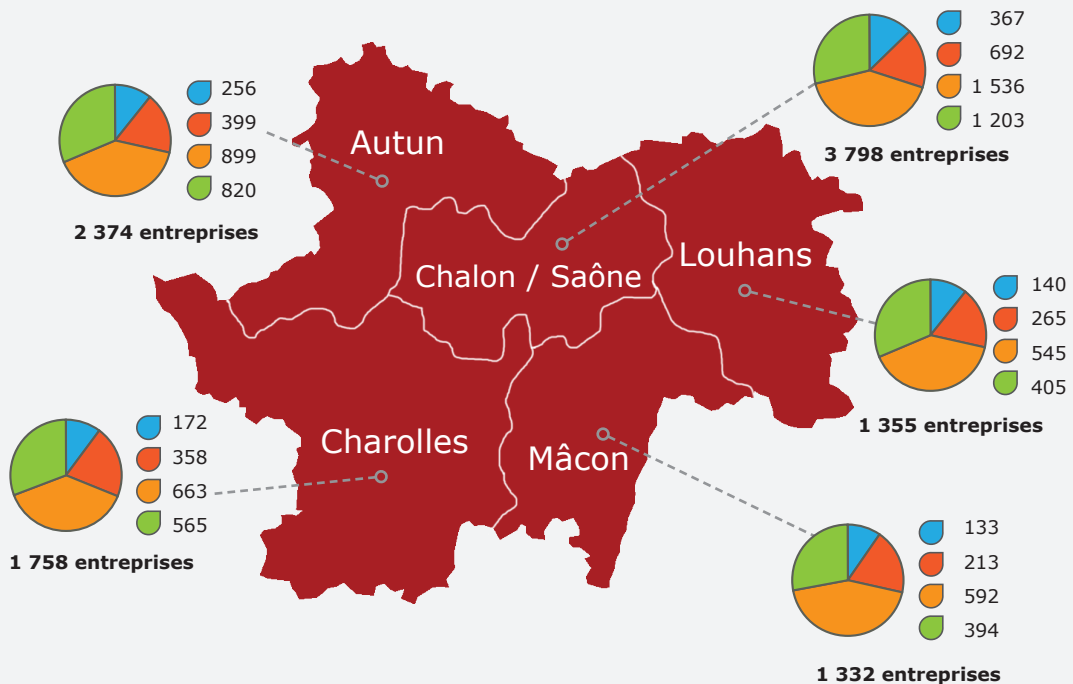 367
692
1 536
1 203
3 798 entreprises
256
399
899
820
2 374 entreprises
Autun
Chalon / Saône
Louhans
140
265
545
405
1 355 entreprises
Charolles
Mâcon
172
358
663
565
1 758 entreprises
133
213
592
394
1 332 entreprises